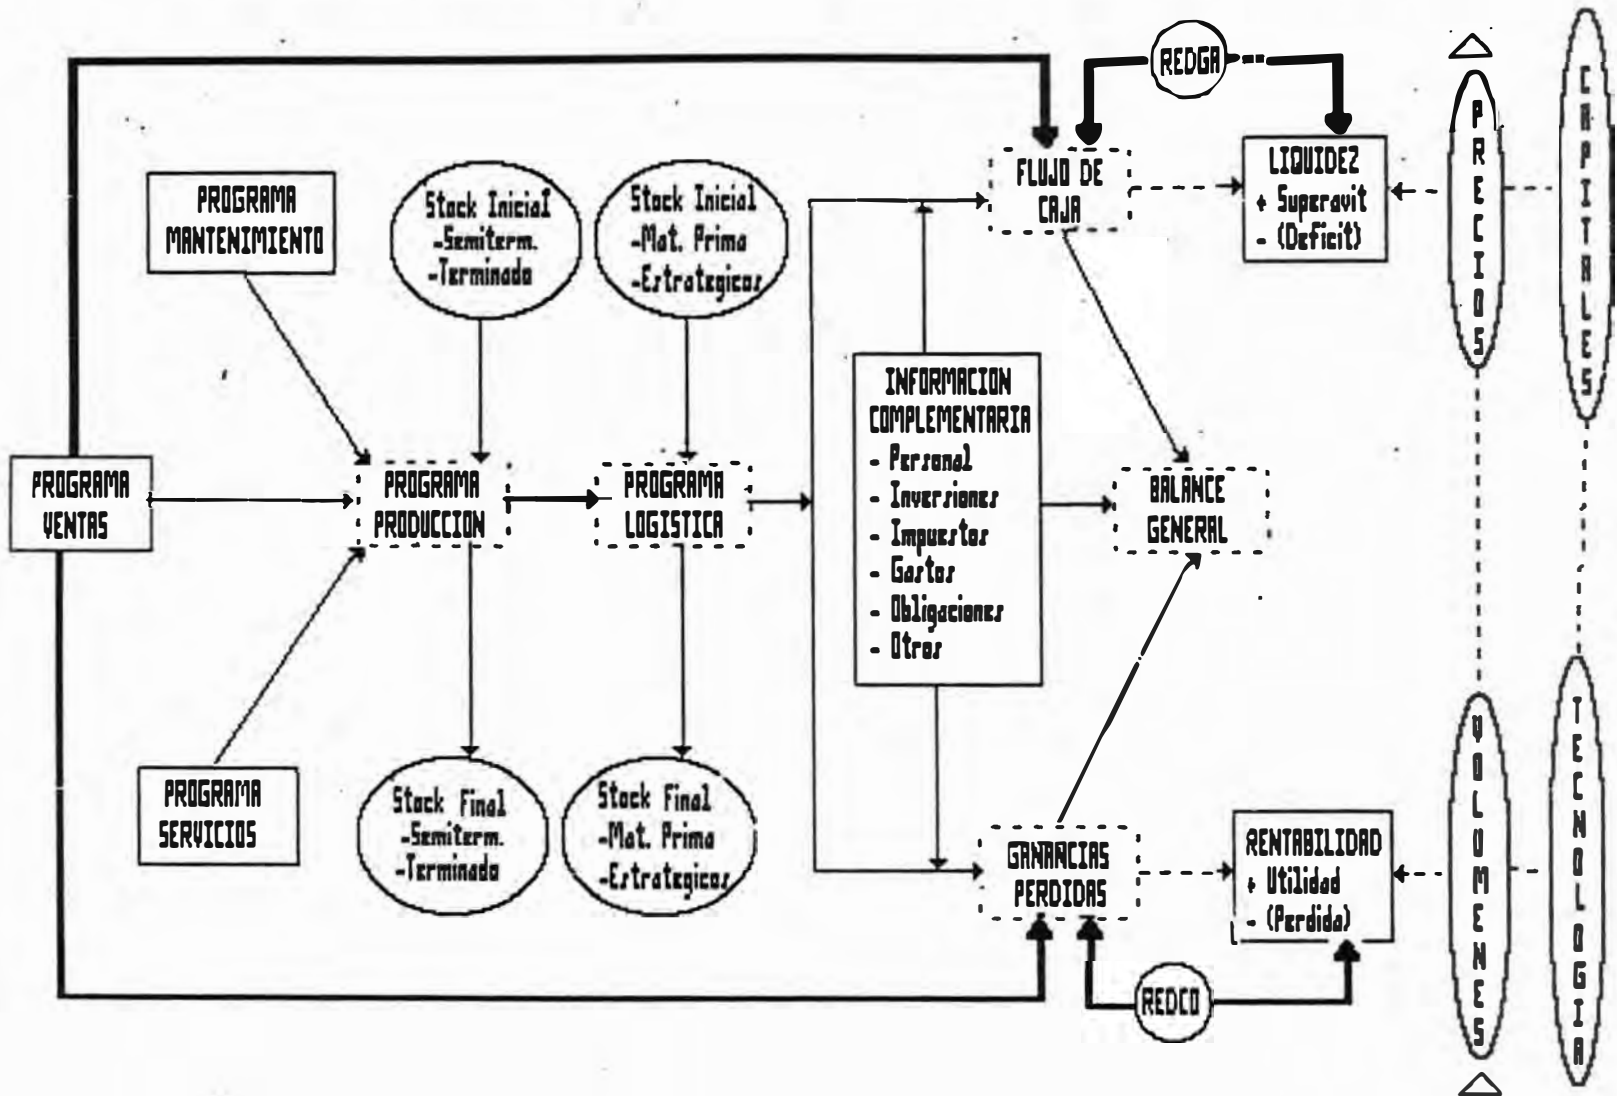 REDGA
PROGRAMA
MANTENIMIENTO
Stock Inicial
-Semiterm.
-Terminado
Stock Inicial
-Mat. Prima
-Estrategicos
FLUJO DE
CAJA
LIQUIDEZ
+ Superavit
- (Deficit)
PRECIOS
CAPITALES
PROGRAMA
VENTAS
PROGRAMA
PRODUCCION
PROGRAMA
LOGISTICA
INFORMACION
COMPLEMENTARIA
- Personal
- Inversiones
- Impuestos
- Gastos
- Obligaciones
- Otros
BALANCE
GENERAL
PROGRAMA
SERVICIOS
Stock Final
-Semiterm.
-Terminado
Stock Final
-Mat. Prima
-Estrategicos
GANANCIAS
PERDIDAS
RENTABILIDAD
+ Utilidad
- (Perdida)
VOLUMENES
TECNOLOGIA
REDCO